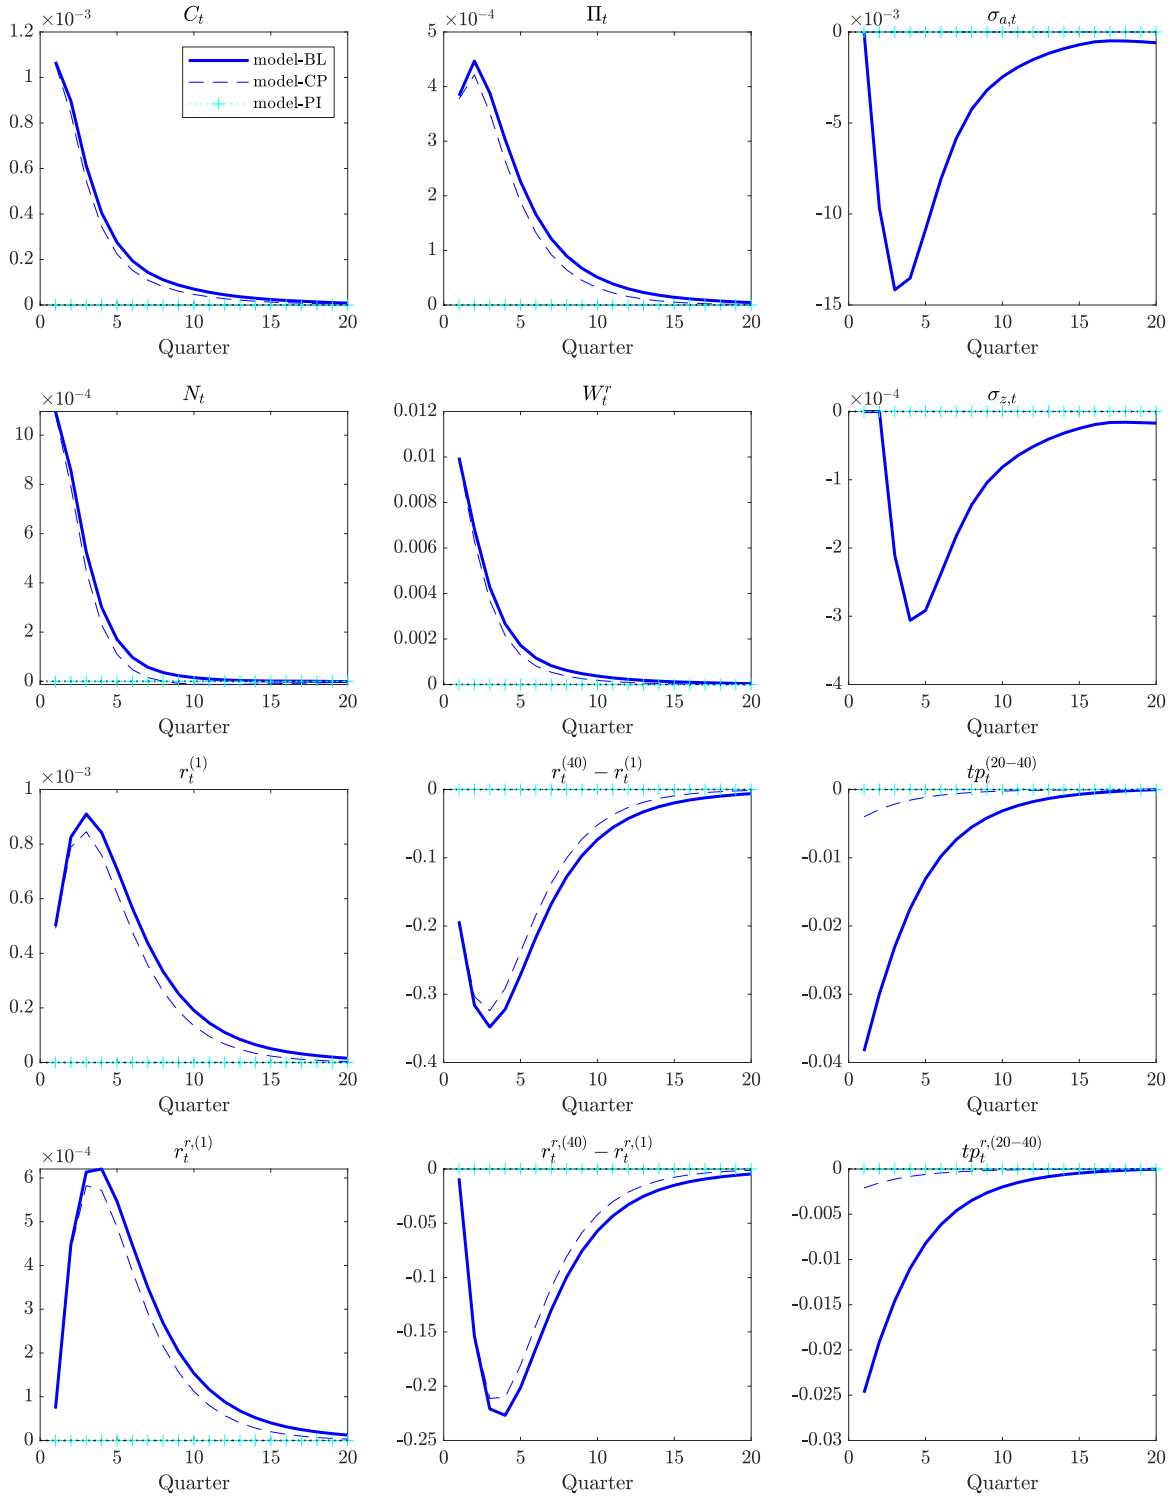 C_t
×10^{-3}
1.2
1
0.8
0.6
0.4
0.2
0
0 5 10 15 20
Quarter
model-BL
model-CP
model-PI
Π_t
×10^{-4}
5
4
3
2
1
0
0 5 10 15 20
Quarter
σ_{a,t}
×10^{-3}
0
-5
-10
-15
0 5 10 15 20
Quarter
N_t
×10^{-4}
10
8
6
4
2
0
0 5 10 15 20
Quarter
W_t^r
0.012
0.01
0.008
0.006
0.004
0.002
0
0 5 10 15 20
Quarter
σ_{z,t}
×10^{-4}
0
-1
-2
-3
-4
0 5 10 15 20
Quarter
r_t^{(1)}
×10^{-3}
1
0.8
0.6
0.4
0.2
0
0 5 10 15 20
Quarter
r_t^{(40)} − r_t^{(1)}
0
-0.1
-0.2
-0.3
-0.4
0 5 10 15 20
Quarter
tp_t^{(20−40)}
0
-0.01
-0.02
-0.03
-0.04
0 5 10 15 20
Quarter
r_t^{r,(1)}
×10^{-4}
6
5
4
3
2
1
0
0 5 10 15 20
Quarter
r_t^{r,(40)} − r_t^{r,(1)}
0
-0.05
-0.1
-0.15
-0.2
-0.25
0 5 10 15 20
Quarter
tp_t^{r,(20−40)}
0
-0.005
-0.01
-0.015
-0.02
-0.025
-0.03
0 5 10 15 20
Quarter